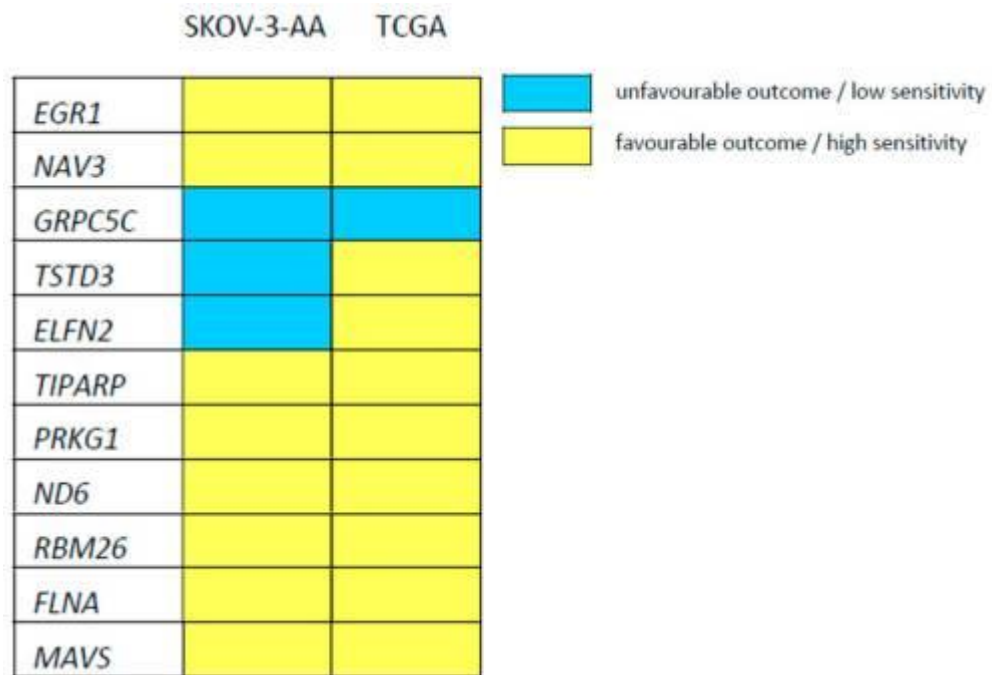 SKOV-3-AA TCGA
unfavourable outcome / low sensitivity
favourable outcome / high sensitivity
EGR1
NAV3
GRPC5C
TSTD3
ELFN2
TIPARP
PRKG1
ND6
RBM26
FLNA
MAVS